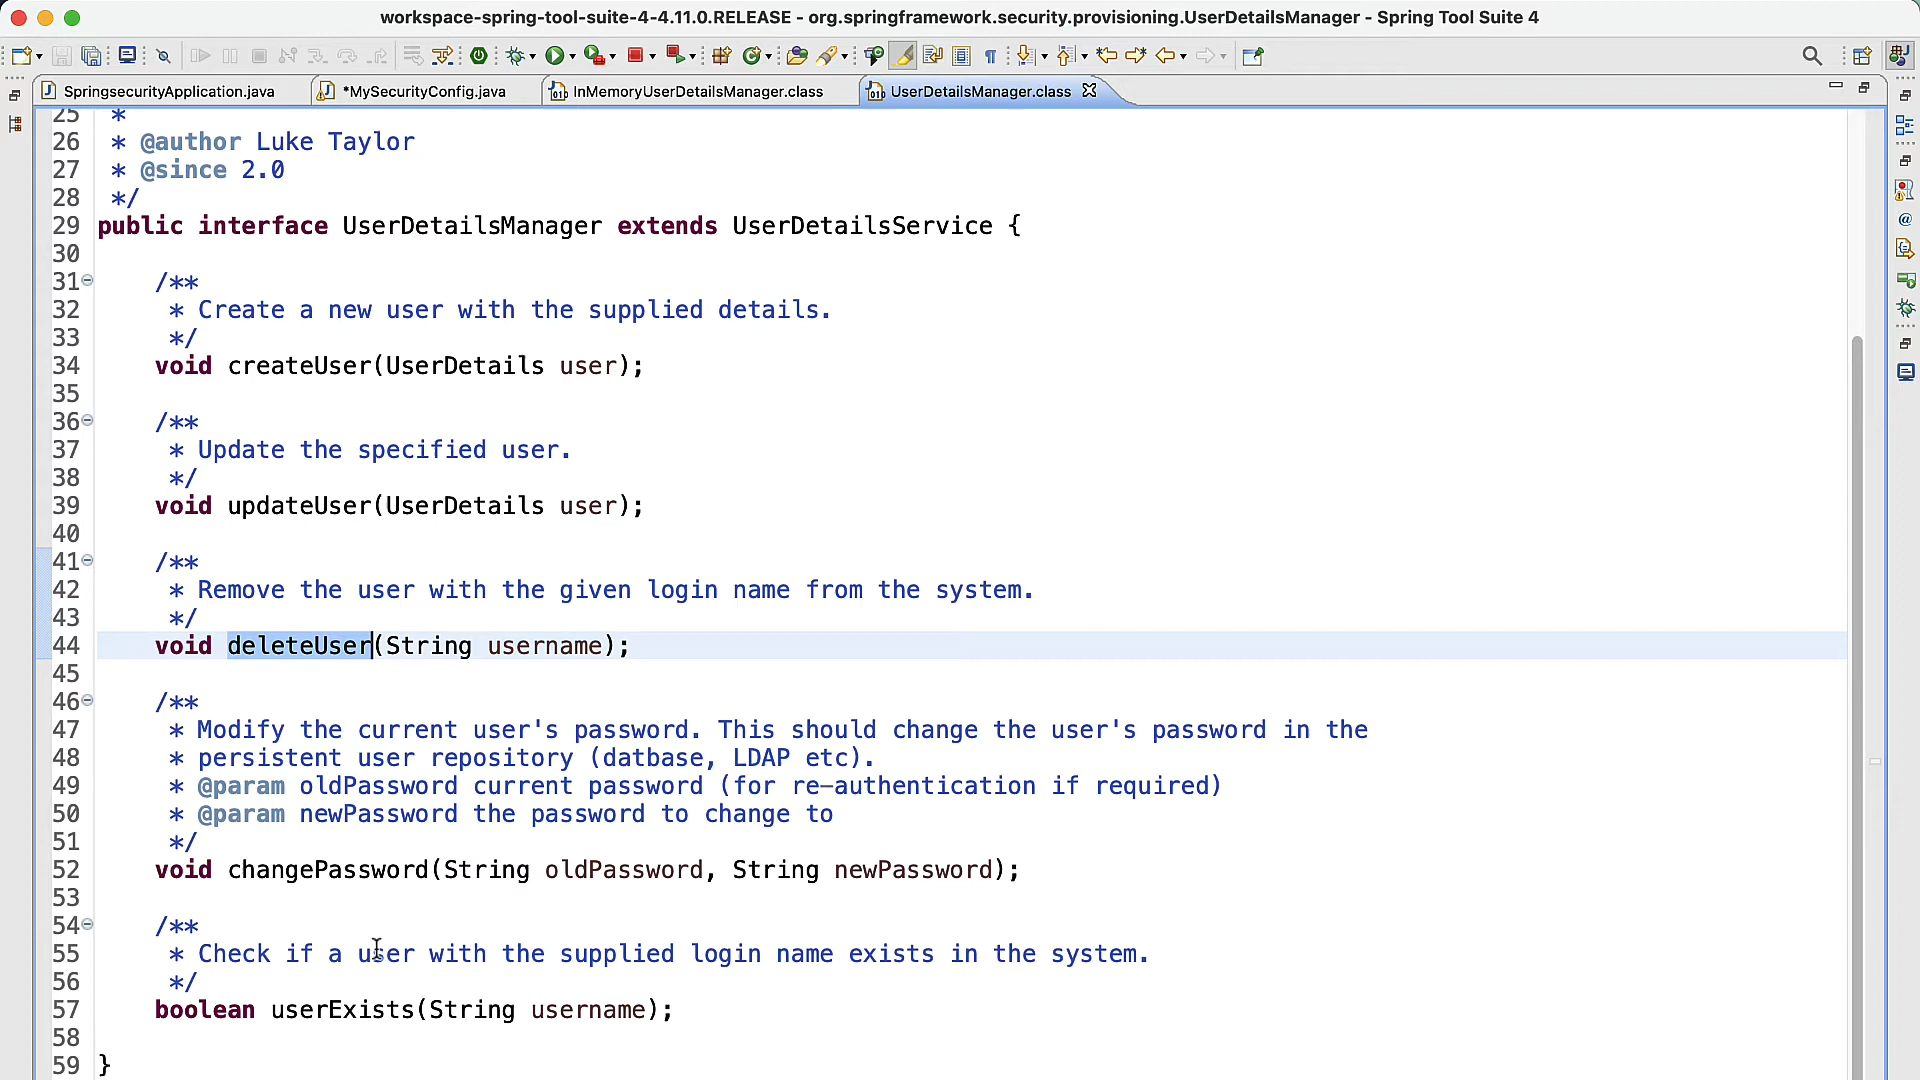 workspace-spring-tool-suite-4-4.11.0.RELEASE - org.springframework.security.provisioning.UserDetailsManager - Spring Tool Suite 4
SpringsecurityApplication.java
*MySecurityConfig.java
InMemoryUserDetailsManager.class
UserDetailsManager.class
25 *
26 * @author Luke Taylor
27 * @since 2.0
28 */
29 public interface UserDetailsManager extends UserDetailsService {
30
31 /**
32 * Create a new user with the supplied details.
33 */
34 void createUser(UserDetails user);
35
36 /**
37 * Update the specified user.
38 */
39 void updateUser(UserDetails user);
40
41 /**
42 * Remove the user with the given login name from the system.
43 */
44 void deleteUser(String username);
45
46 /**
47 * Modify the current user's password. This should change the user's password in the
48 * persistent user repository (datbase, LDAP etc).
49 * @param oldPassword current password (for re-authentication if required)
50 * @param newPassword the password to change to
51 */
52 void changePassword(String oldPassword, String newPassword);
53
54 /**
55 * Check if a user with the supplied login name exists in the system.
56 */
57 boolean userExists(String username);
58
59 }